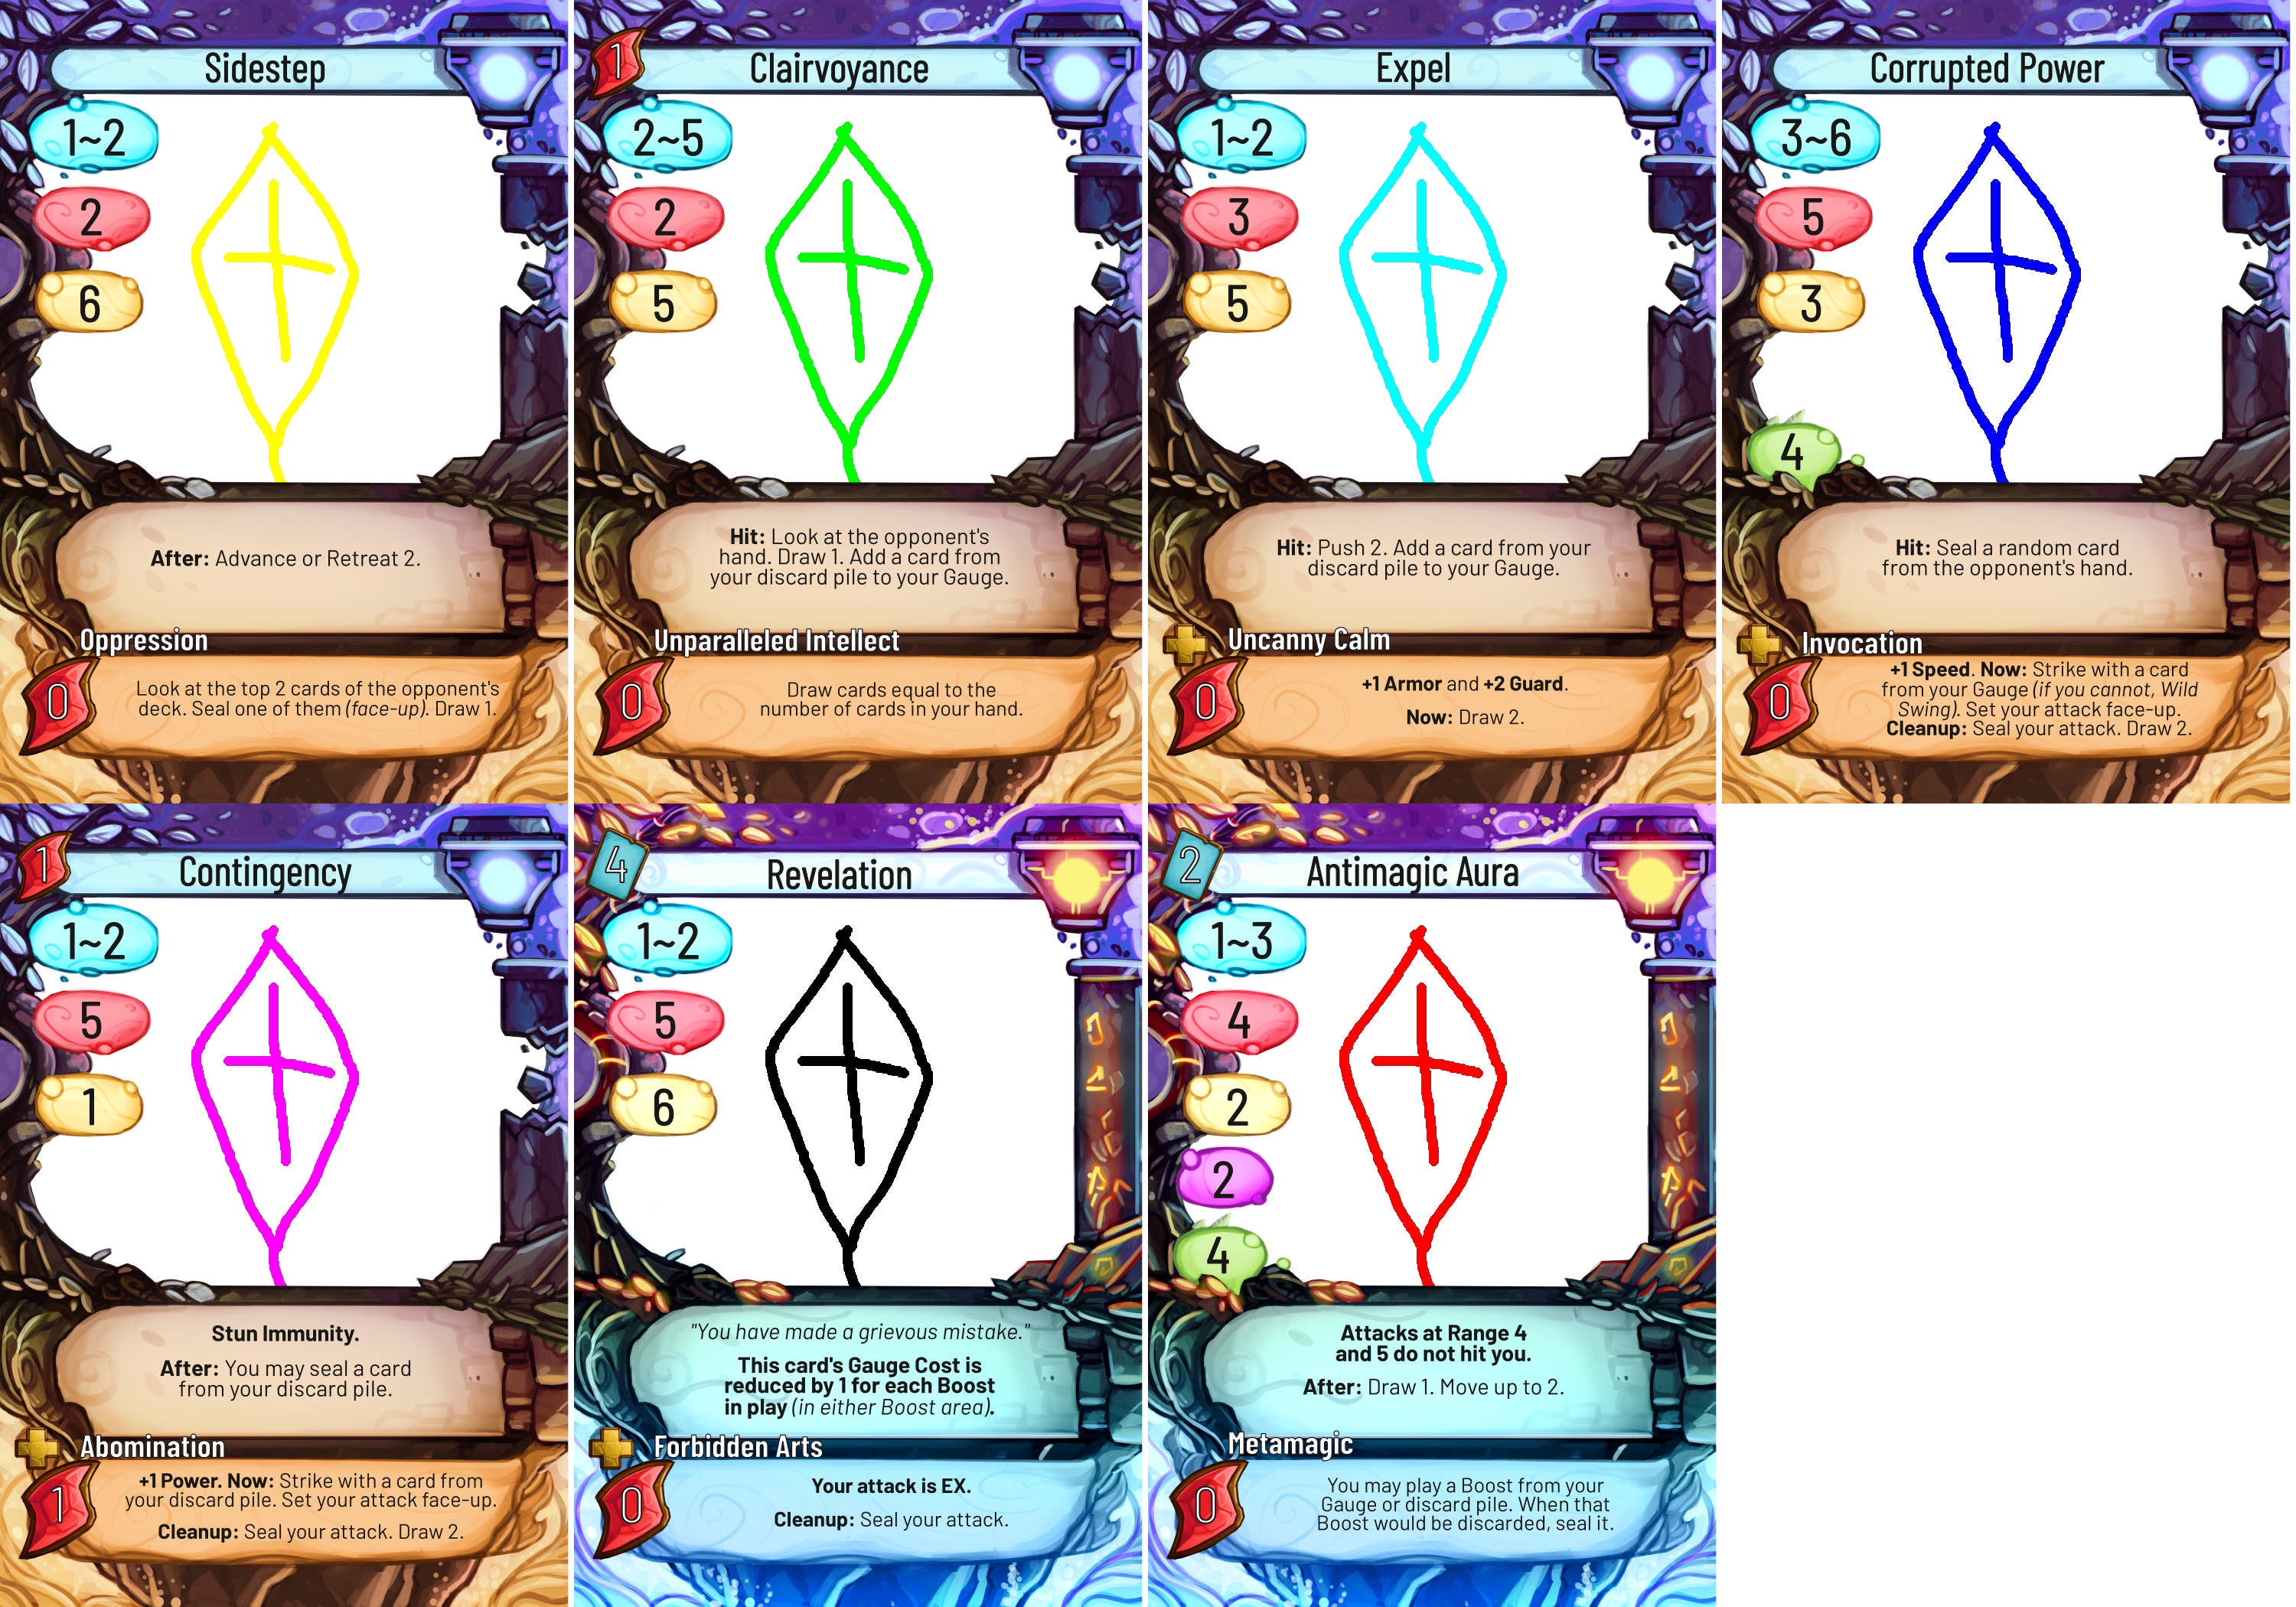 Sidestep
1~2
2
6
After: Advance or Retreat 2.
Oppression
0
Look at the top 2 cards of the opponent's
deck. Seal one of them (face-up). Draw 1.
1
Clairvoyance
2~5
2
5
Hit: Look at the opponent's
hand. Draw 1. Add a card from
your discard pile to your Gauge.
Unparalleled Intellect
0
Draw cards equal to the
number of cards in your hand.
Expel
1~2
3
5
Hit: Push 2. Add a card from your
discard pile to your Gauge.
Uncanny Calm
0
+1 Armor and +2 Guard.
Now: Draw 2.
Corrupted Power
3~6
5
3
4
Hit: Seal a random card
from the opponent's hand.
Invocation
0
+1 Speed. Now: Strike with a card
from your Gauge (if you cannot, Wild
Swing). Set your attack face-up.
Cleanup: Seal your attack. Draw 2.
1
Contingency
1~2
5
1
Stun Immunity.
After: You may seal a card
from your discard pile.
Abomination
1
+1 Power. Now: Strike with a card from
your discard pile. Set your attack face-up.
Cleanup: Seal your attack. Draw 2.
4
Revelation
1~2
5
6
"You have made a grievous mistake."
This card's Gauge Cost is
reduced by 1 for each Boost
in play (in either Boost area).
Forbidden Arts
0
Your attack is EX.
Cleanup: Seal your attack.
2
Antimagic Aura
1~3
4
2
2
4
Attacks at Range 4
and 5 do not hit you.
After: Draw 1. Move up to 2.
Metamagic
0
You may play a Boost from your
Gauge or discard pile. When that
Boost would be discarded, seal it.